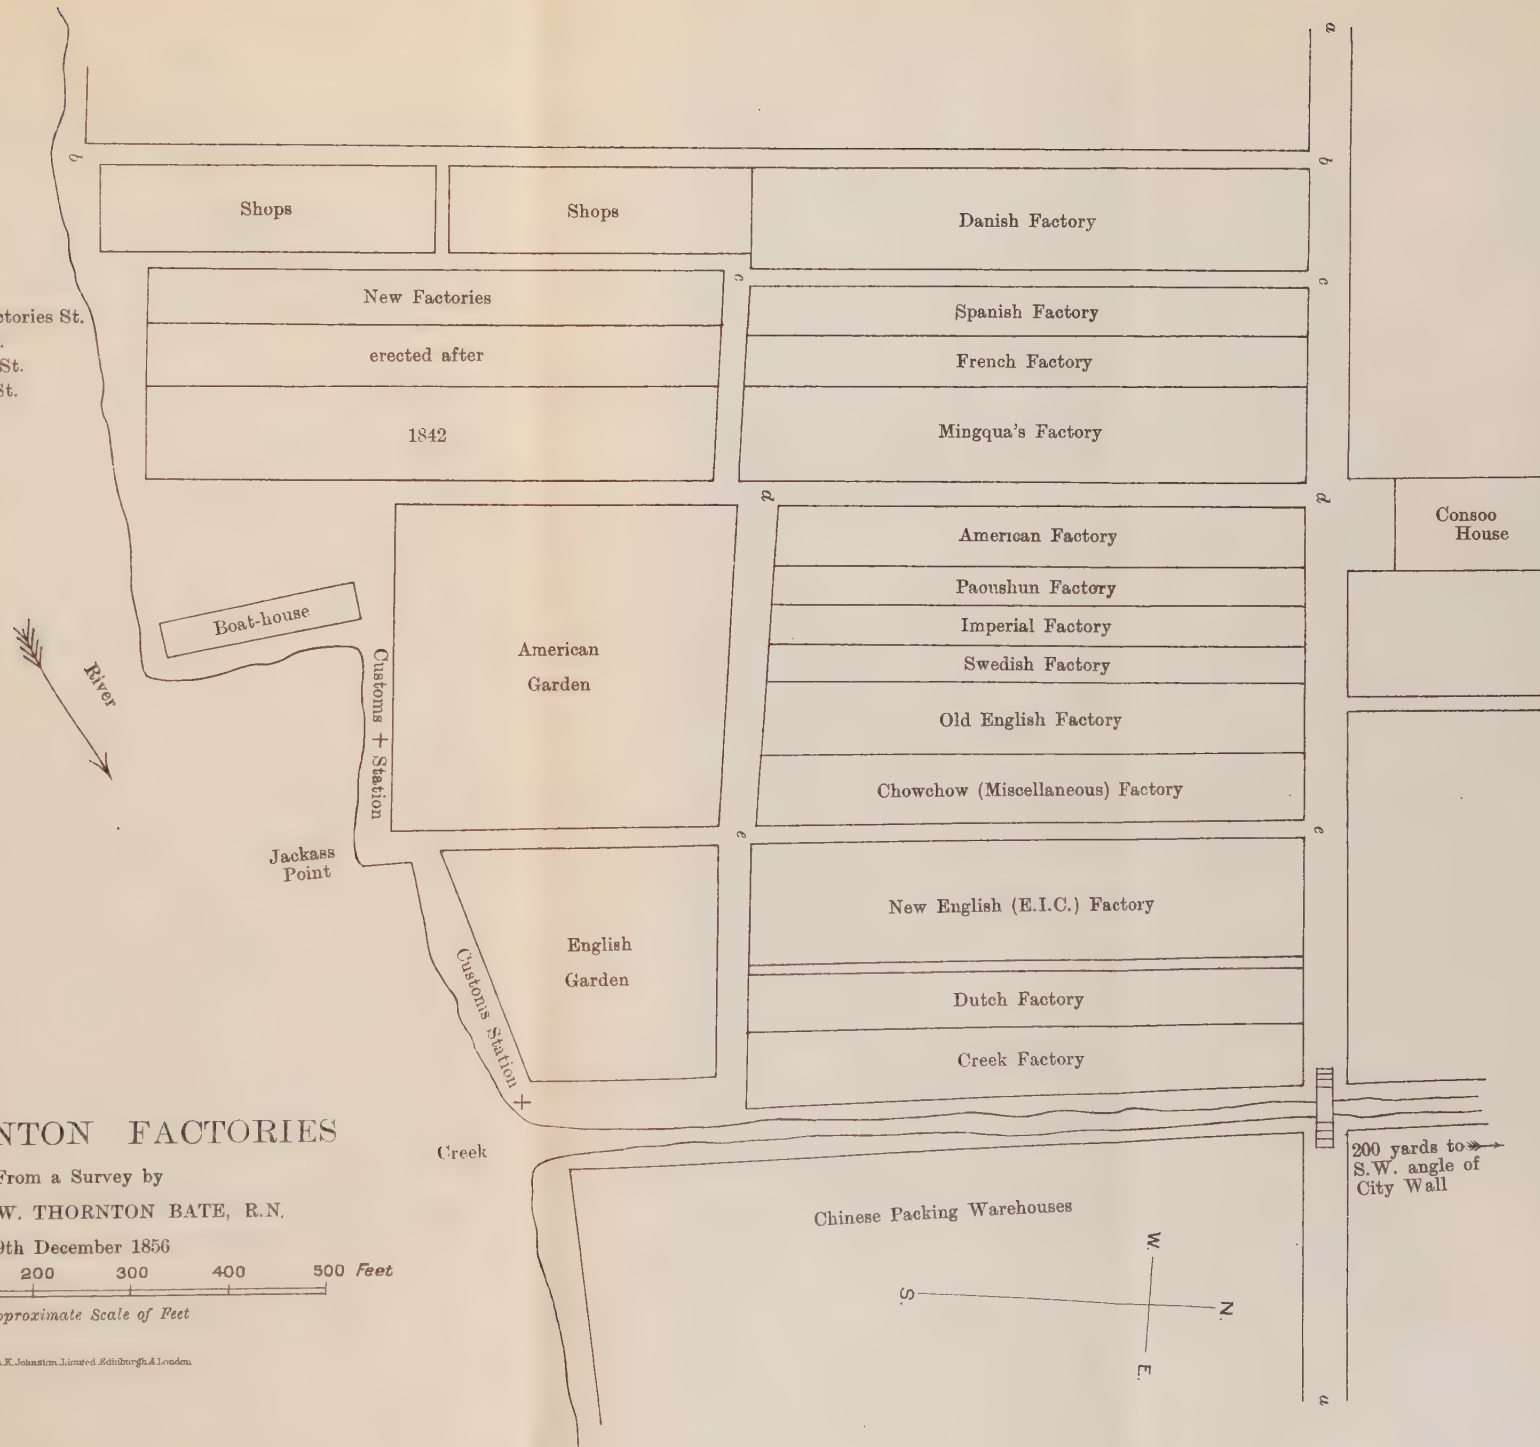 a
b
b
Shops
Shops
Danish Factory
c
c
New Factories
erected after
1842
Spanish Factory
French Factory
Mingqua's Factory
ctories St.
St.
St.
d
d
Consoo
House
American Factory
Paoushun Factory
Imperial Factory
Swedish Factory
Old English Factory
Chowchow (Miscellaneous) Factory
Boat-house
River
Customs + Station
American
Garden
Jackass
Point
e
e
New English (E.I.C.) Factory
Dutch Factory
Creek Factory
English
Garden
Customs Station +
Creek
200 yards to
S.W. angle of
City Wall
Chinese Packing Warehouses
W.
S.
N.
E.
a
NTON FACTORIES
From a Survey by
W. THORNTON BATE, R.N.
9th December 1856
200 300 400 500 Feet
pproximate Scale of Feet
.K. Johnston, Limited, Edinburgh & London